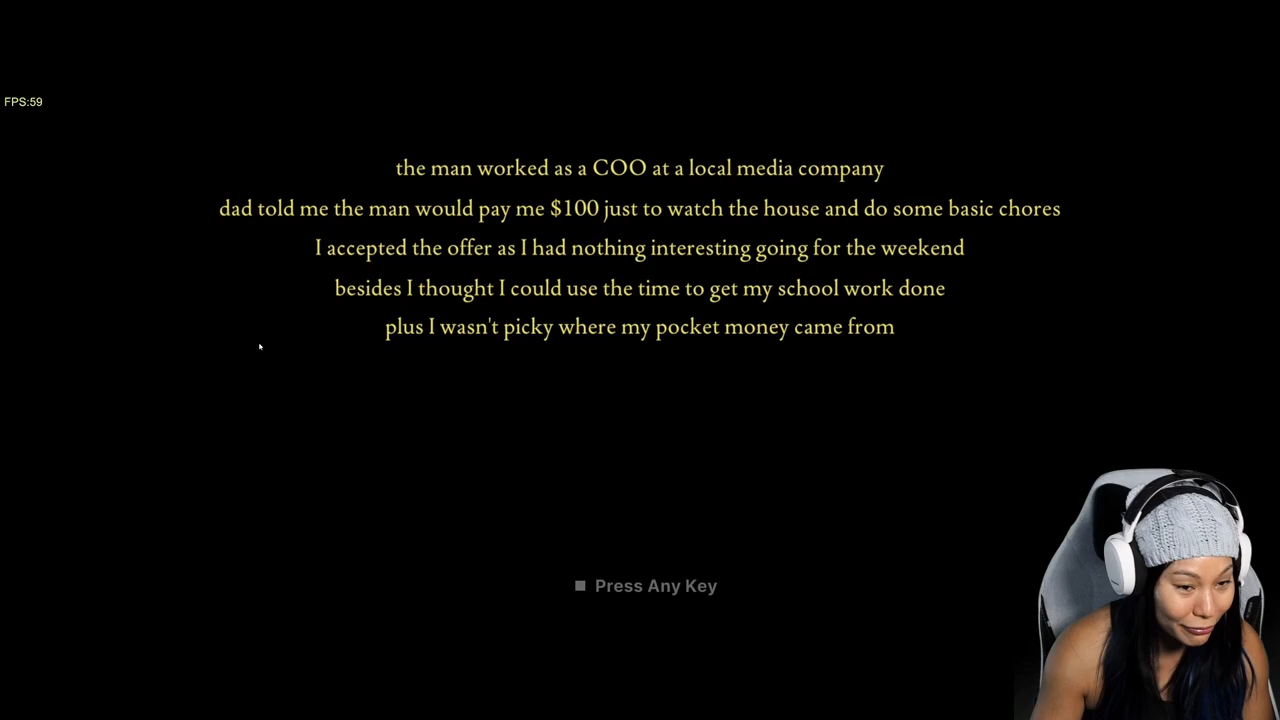 FPS:59
the man worked as a COO at a local media company
dad told me the man would pay me $100 just to watch the house and do some basic chores
I accepted the offer as I had nothing interesting going for the weekend
besides I thought I could use the time to get my school work done
plus I wasn't picky where my pocket money came from
Press Any Key